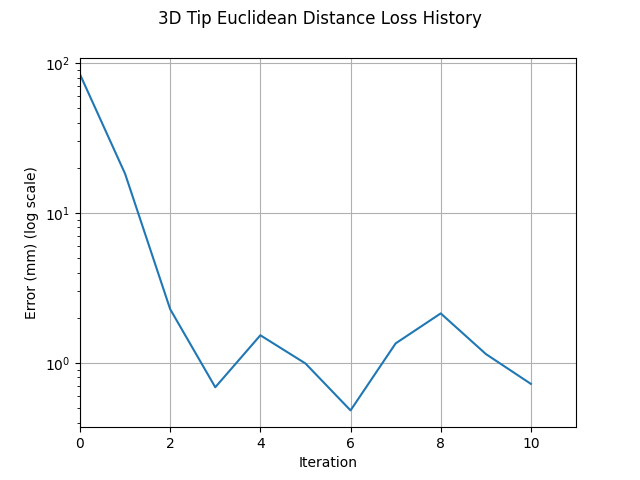 3D Tip Euclidean Distance Loss History
Error (mm) (log scale)
10²
10¹
10⁰
0 2 4 6 8 10
Iteration